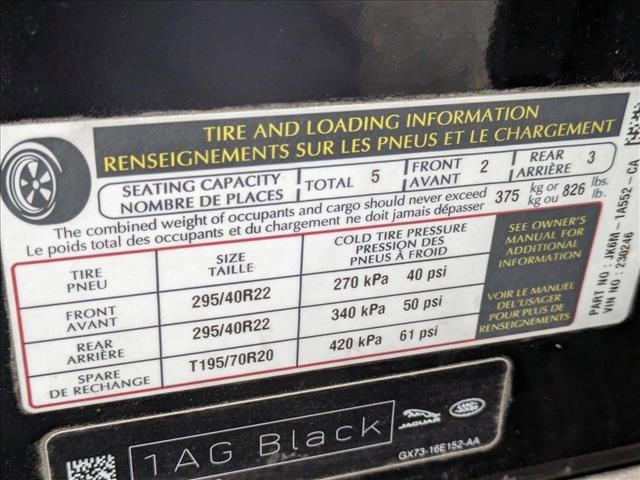 TIRE AND LOADING INFORMATION
RENSEIGNEMENTS SUR LES PNEUS ET LE CHARGEMENT
SEATING CAPACITY
NOMBRE DE PLACES
TOTAL 5
FRONT
AVANT 2
REAR
ARRIÈRE 3
The combined weight of occupants and cargo should never exceed
Le poids total des occupants et du chargement ne doit jamais dépasser
375 kg or 826 lbs.
kg ou lb.
TIRE
PNEU
SIZE
TAILLE
COLD TIRE PRESSURE
PRESSION DES
PNEUS À FROID
FRONT
AVANT
295/40R22
270 kPa 40 psi
REAR
ARRIÈRE
295/40R22
340 kPa 50 psi
SPARE
DE RECHANGE
T195/70R20
420 kPa 61 psi
SEE OWNER'S
MANUAL FOR
ADDITIONAL
INFORMATION
VOIR LE MANUEL
DE L'USAGER
POUR PLUS DE
RENSEIGNEMENTS
PART NO : JK6M - 1A552 - CA
VIN NO : 230246
1AG Black
JAGUAR
LAND ROVER
GX73-16E152-AA